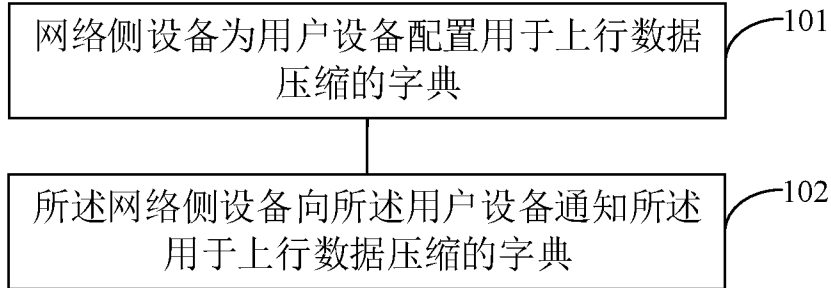 网络侧设备为用户设备配置用于上行数据
压缩的字典
101
所述网络侧设备向所述用户设备通知所述
用于上行数据压缩的字典
102